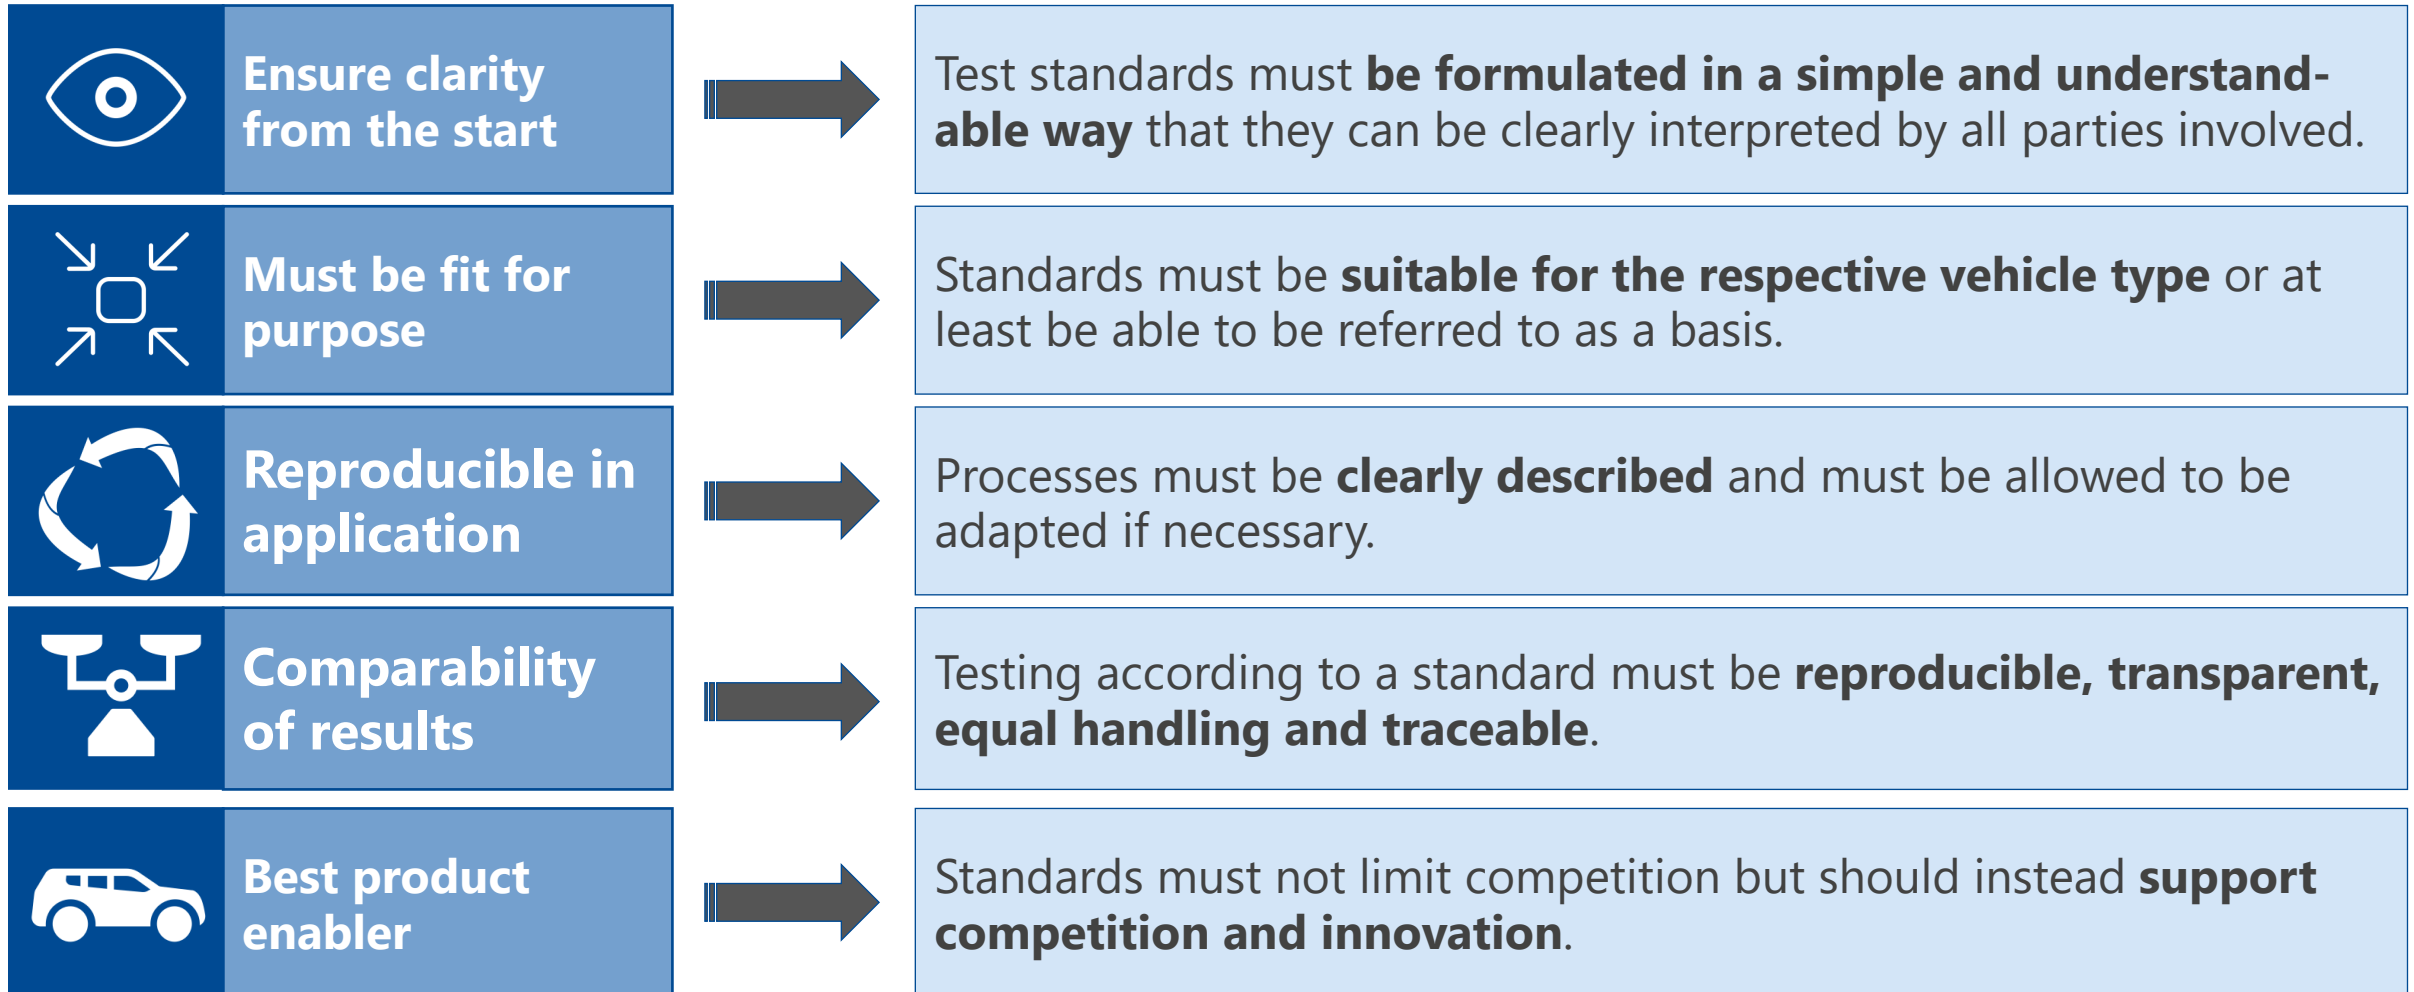 Ensure clarity
from the start
Test standards must be formulated in a simple and understand-
able way that they can be clearly interpreted by all parties involved.
Must be fit for
purpose
Standards must be suitable for the respective vehicle type or at
least be able to be referred to as a basis.
Reproducible in
application
Processes must be clearly described and must be allowed to be
adapted if necessary.
Comparability
of results
Testing according to a standard must be reproducible, transparent,
equal handling and traceable.
Best product
enabler
Standards must not limit competition but should instead support
competition and innovation.